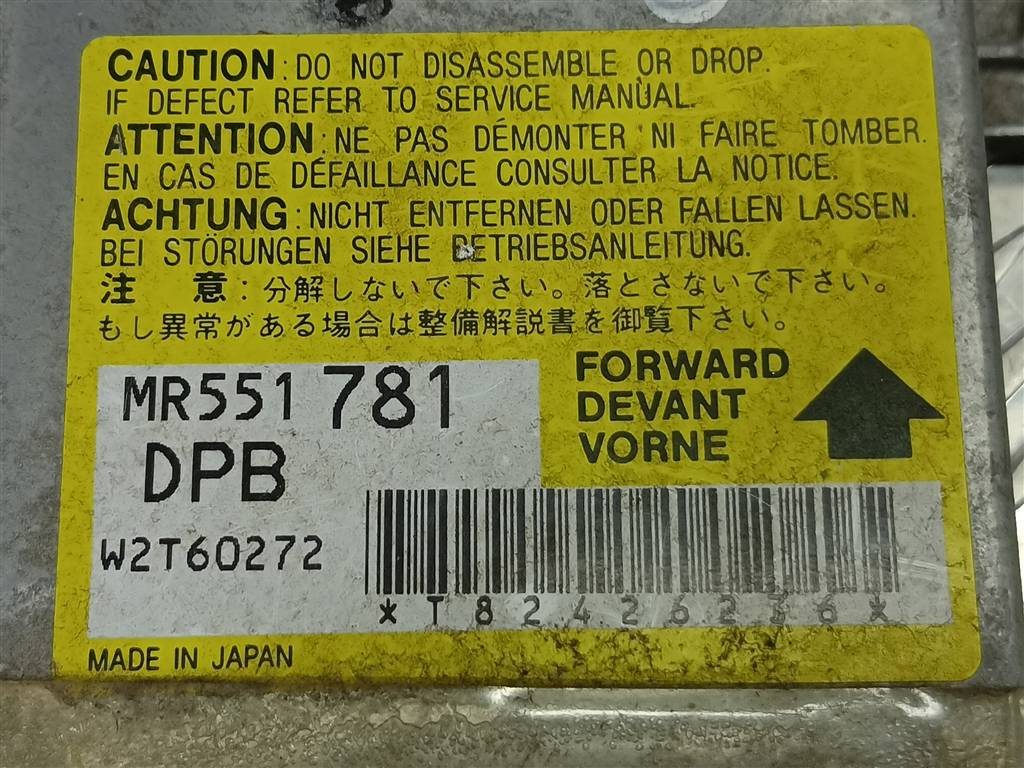 CAUTION : DO NOT DISASSEMBLE OR DROP.
IF DEFECT REFER TO SERVICE MANUAL.
ATTENTION : NE PAS DÉMONTER NI FAIRE TOMBER.
EN CAS DE DÉFAILLANCE CONSULTER LA NOTICE.
ACHTUNG : NICHT ENTFERNEN ODER FALLEN LASSEN.
BEI STÖRUNGEN SIEHE BETRIEBSANLEITUNG.
注 意 : 分解しないで下さい。落とさないで下さい。
もし異常がある場合は整備解説書を御覧下さい。
MR551 781
DPB
W2T60272
FORWARD
DEVANT
VORNE
MADE IN JAPAN